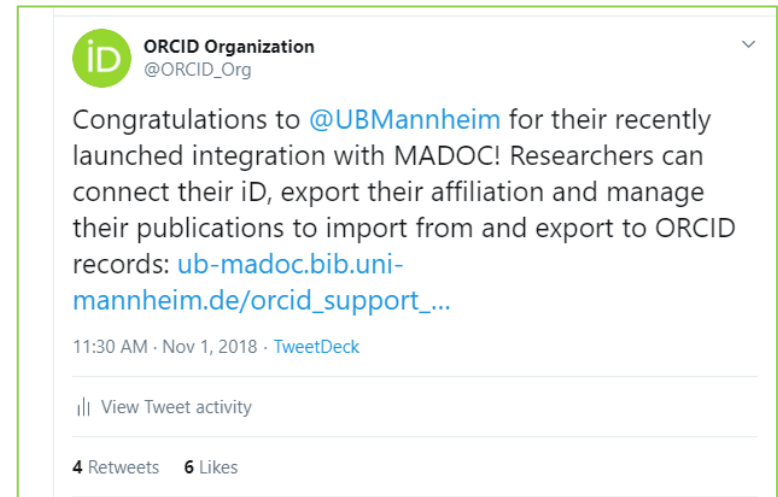 iD
ORCID Organization
@ORCID_Org
Congratulations to @UBMannheim for their recently
launched integration with MADOC! Researchers can
connect their iD, export their affiliation and manage
their publications to import from and export to ORCID
records: ub-madoc.bib.uni-
mannheim.de/orcid_support_...
11:30 AM · Nov 1, 2018 · TweetDeck
View Tweet activity
4 Retweets 6 Likes